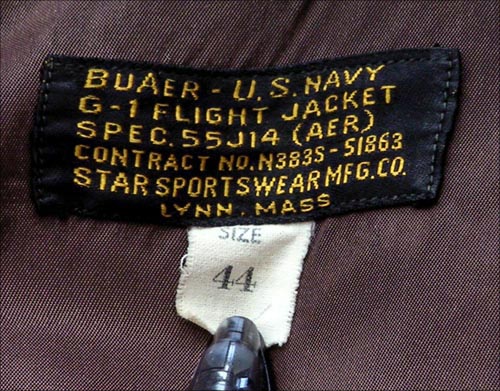 BUAER - U.S. NAVY
G-1 FLIGHT JACKET
SPEC. 55J14 (AER)
CONTRACT NO. N383S - 51863
STAR SPORTSWEAR MFG. CO.
LYNN. MASS
SIZE
44